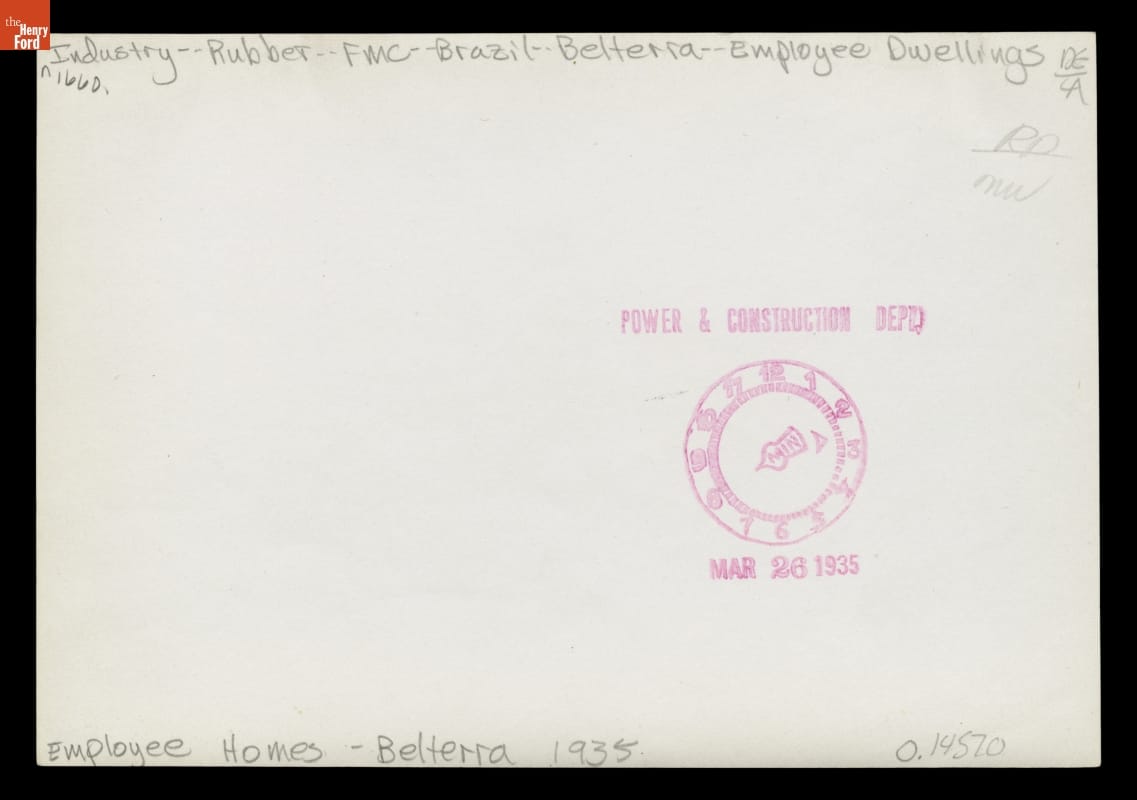 the
Henry
Ford
Industry--Rubber--FMC--Brazil--Belterra--Employee Dwellings
1660.
RD
POWER & CONSTRUCTION DEPT.
12
1
2
3
4
5
6
7
8
9
10
11
MIN
MAR 26 1935
Employee Homes - Belterra 1935.
0.14570